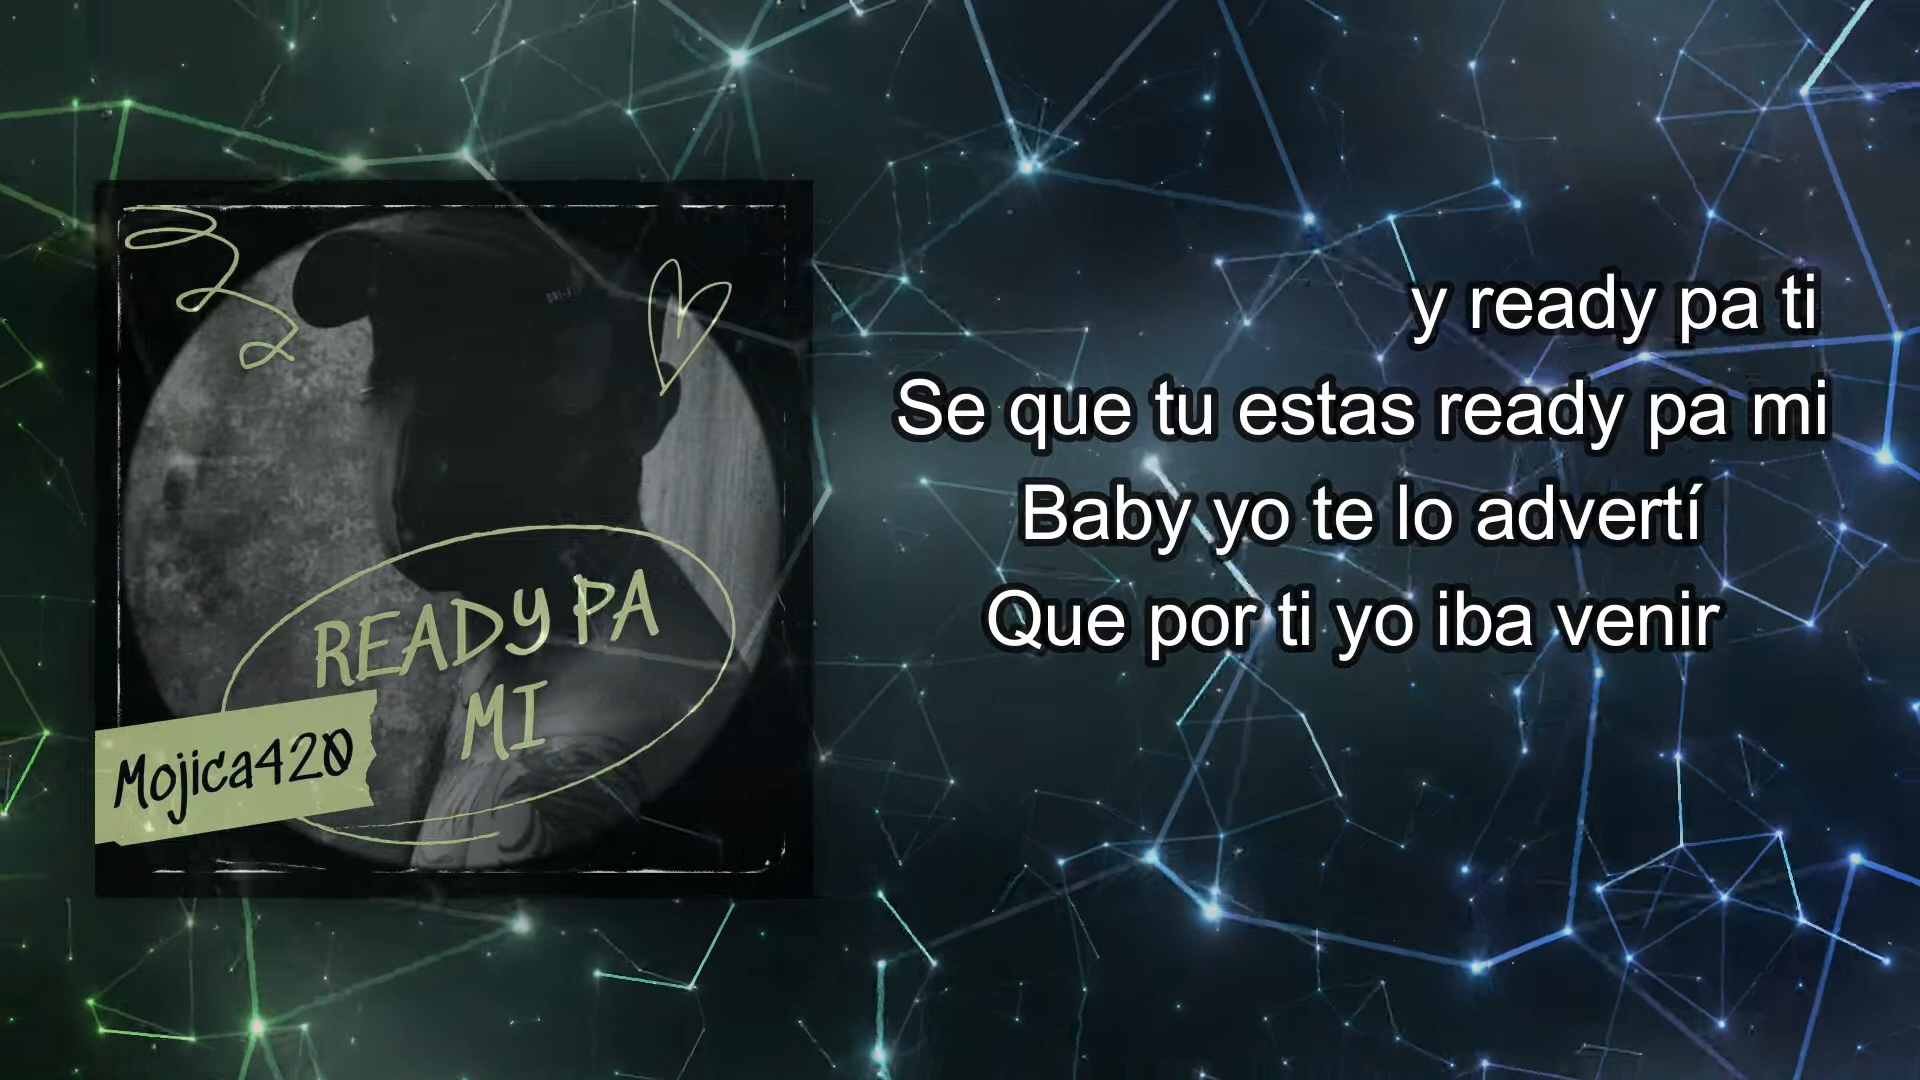 READY PA
MI
Mojica420
y ready pa ti
Se que tu estas ready pa mi
Baby yo te lo advertí
Que por ti yo iba venir